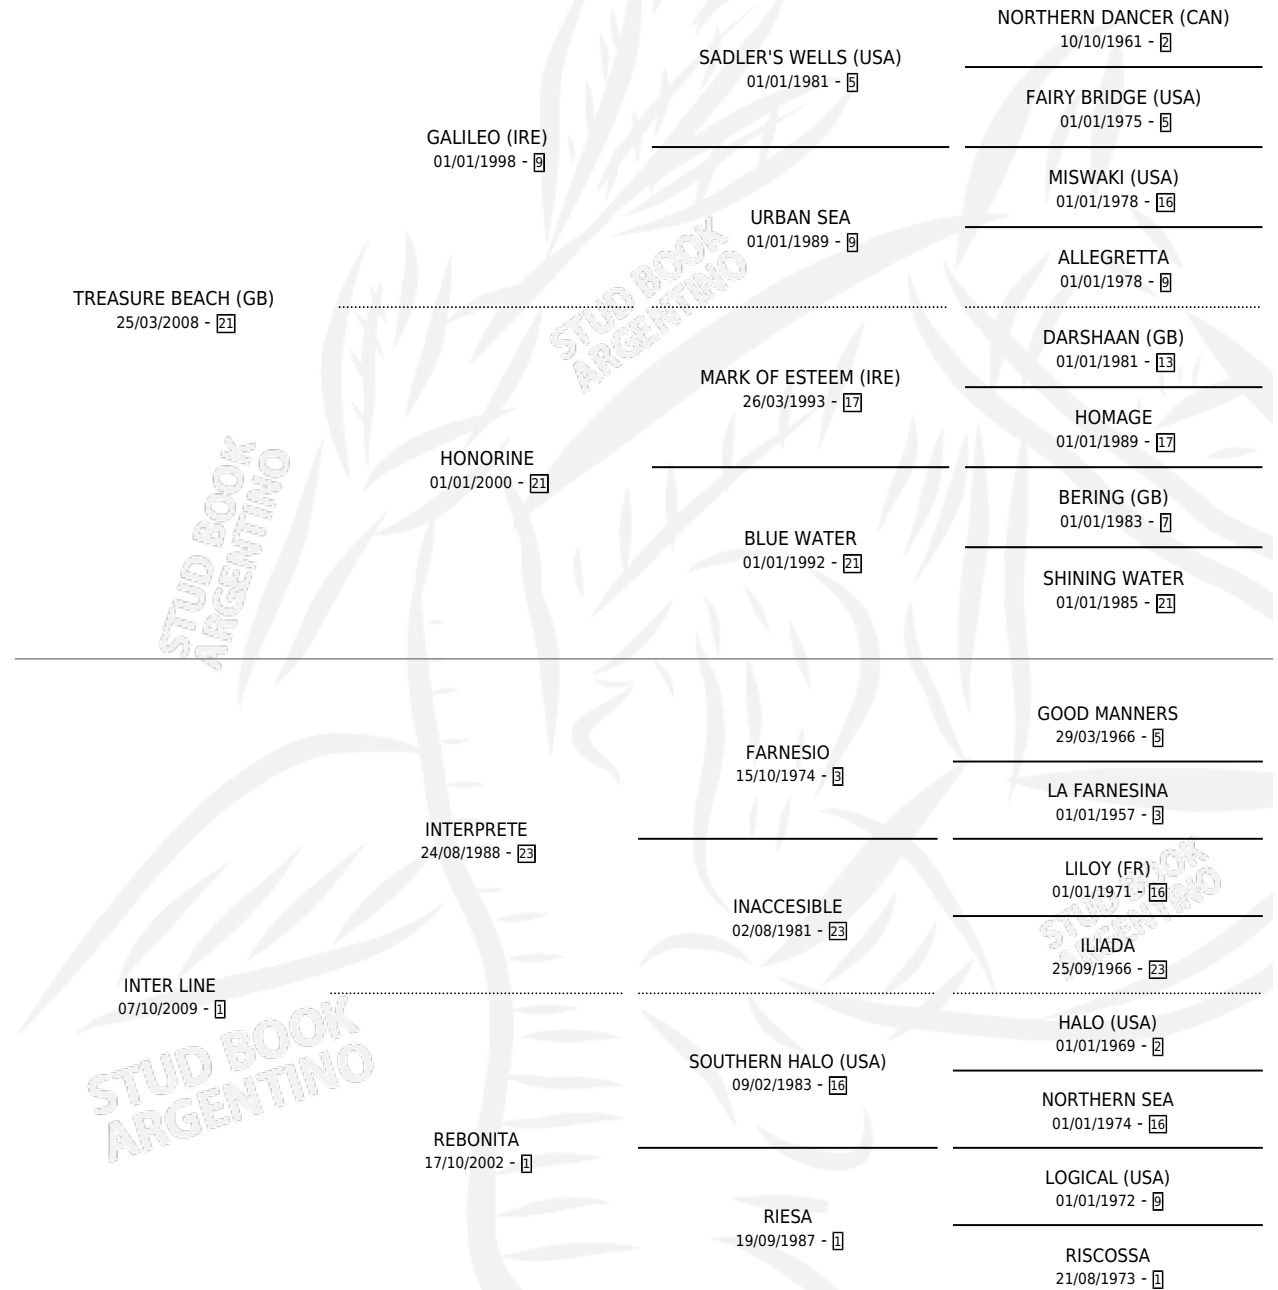 NORTHERN DANCER (CAN)
10/10/1961 - 2
SADLER'S WELLS (USA)
01/01/1981 - 5
FAIRY BRIDGE (USA)
01/01/1975 - 5
GALILEO (IRE)
01/01/1998 - 9
MISWAKI (USA)
01/01/1978 - 16
URBAN SEA
01/01/1989 - 9
ALLEGRETTA
01/01/1978 - 9
TREASURE BEACH (GB)
25/03/2008 - 21
STUD BOOK
ARGENTINO
DARSHAAN (GB)
01/01/1981 - 13
MARK OF ESTEEM (IRE)
26/03/1993 - 17
HOMAGE
01/01/1989 - 17
HONORINE
01/01/2000 - 21
BERING (GB)
01/01/1983 - 7
BLUE WATER
01/01/1992 - 21
SHINING WATER
01/01/1985 - 21
STUD BOOK
ARGENTINO
GOOD MANNERS
29/03/1966 - 5
FARNESIO
15/10/1974 - 3
LA FARNESINA
01/01/1957 - 3
INTERPRETE
24/08/1988 - 23
LILOY (FR)
01/01/1971 - 16
INACCESIBLE
02/08/1981 - 23
STUD BOOK
ARGENTINO
ILIADA
25/09/1966 - 23
INTER LINE
07/10/2009 - 1
STUD BOOK
ARGENTINO
HALO (USA)
01/01/1969 - 2
SOUTHERN HALO (USA)
09/02/1983 - 16
NORTHERN SEA
01/01/1974 - 16
REBONITA
17/10/2002 - 1
LOGICAL (USA)
01/01/1972 - 9
RIESA
19/09/1987 - 1
RISCOSSA
21/08/1973 - 1